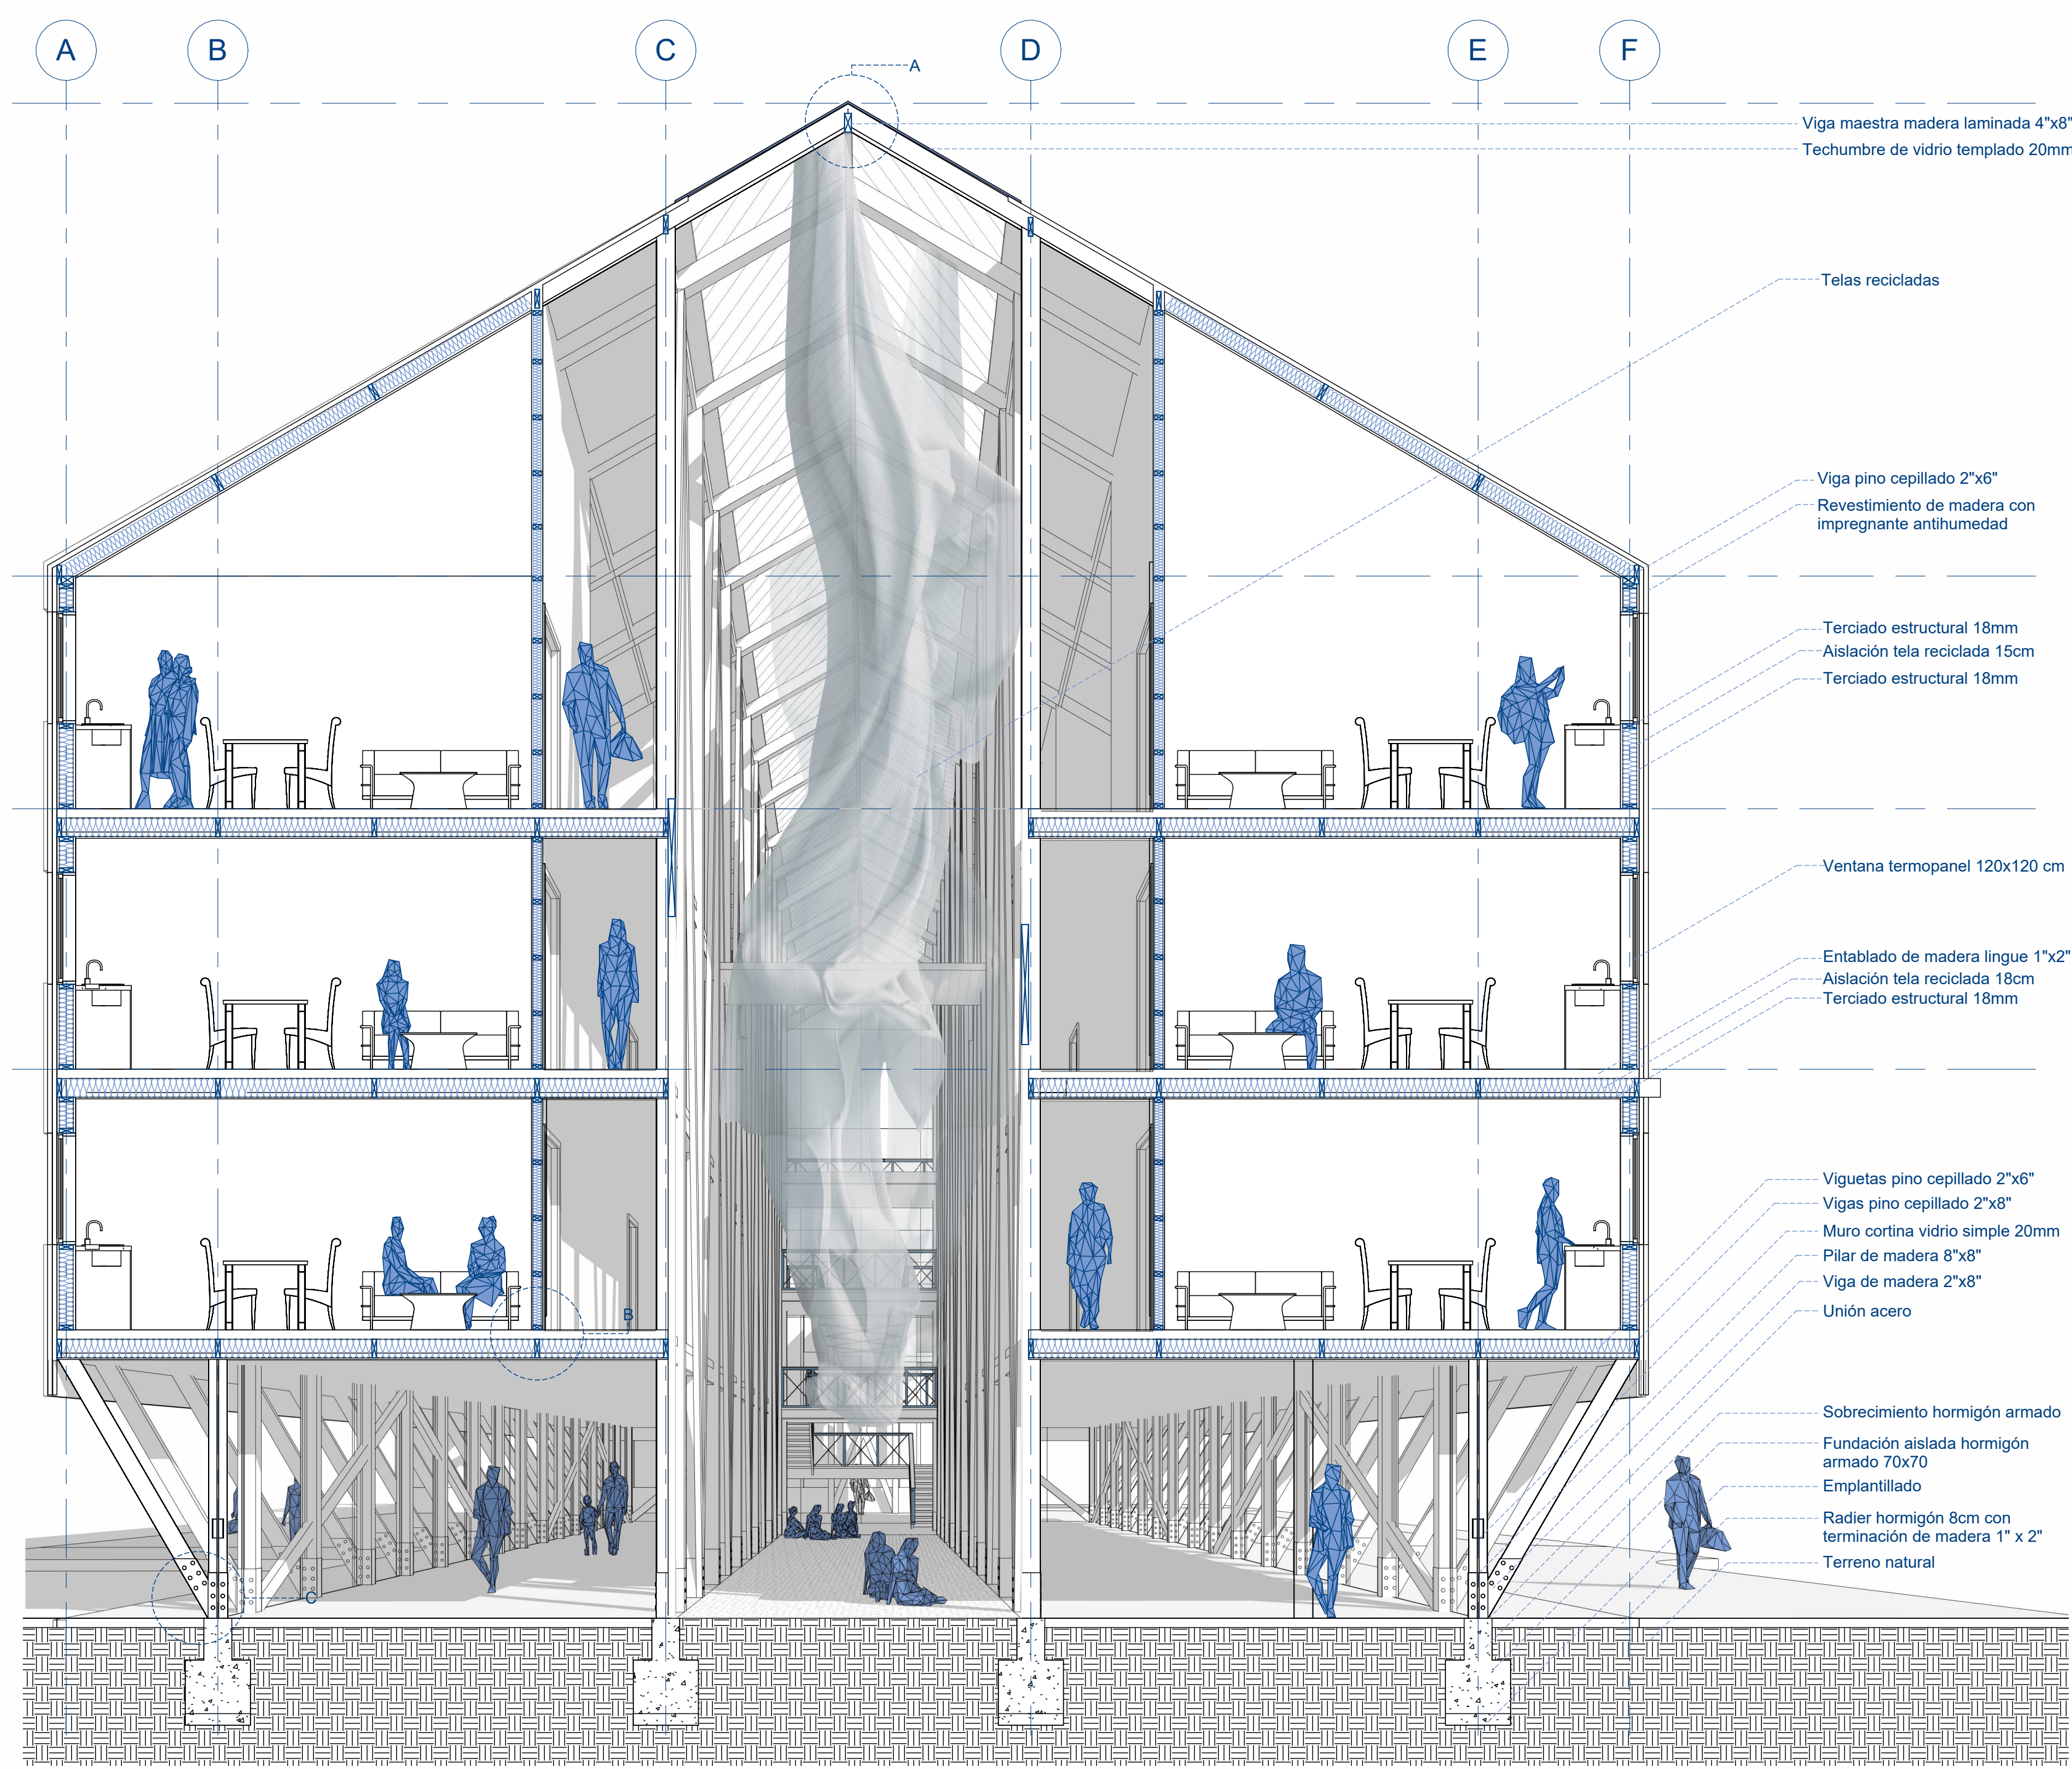 A B C D E F
A
Viga maestra madera laminada 4"x8"
Techumbre de vidrio templado 20mm
Telas recicladas
Viga pino cepillado 2"x6"
Revestimiento de madera con
impregnante antihumedad
Terciado estructural 18mm
Aislación tela reciclada 15cm
Terciado estructural 18mm
Ventana termopanel 120x120 cm
Entablado de madera lingue 1"x2"
Aislación tela reciclada 18cm
Terciado estructural 18mm
Viguetas pino cepillado 2"x6"
Vigas pino cepillado 2"x8"
Muro cortina vidrio simple 20mm
Pilar de madera 8"x8"
Viga de madera 2"x8"
Unión acero
B
Sobrecimiento hormigón armado
Fundación aislada hormigón
armado 70x70
Emplantillado
Radier hormigón 8cm con
terminación de madera 1" x 2"
Terreno natural
C